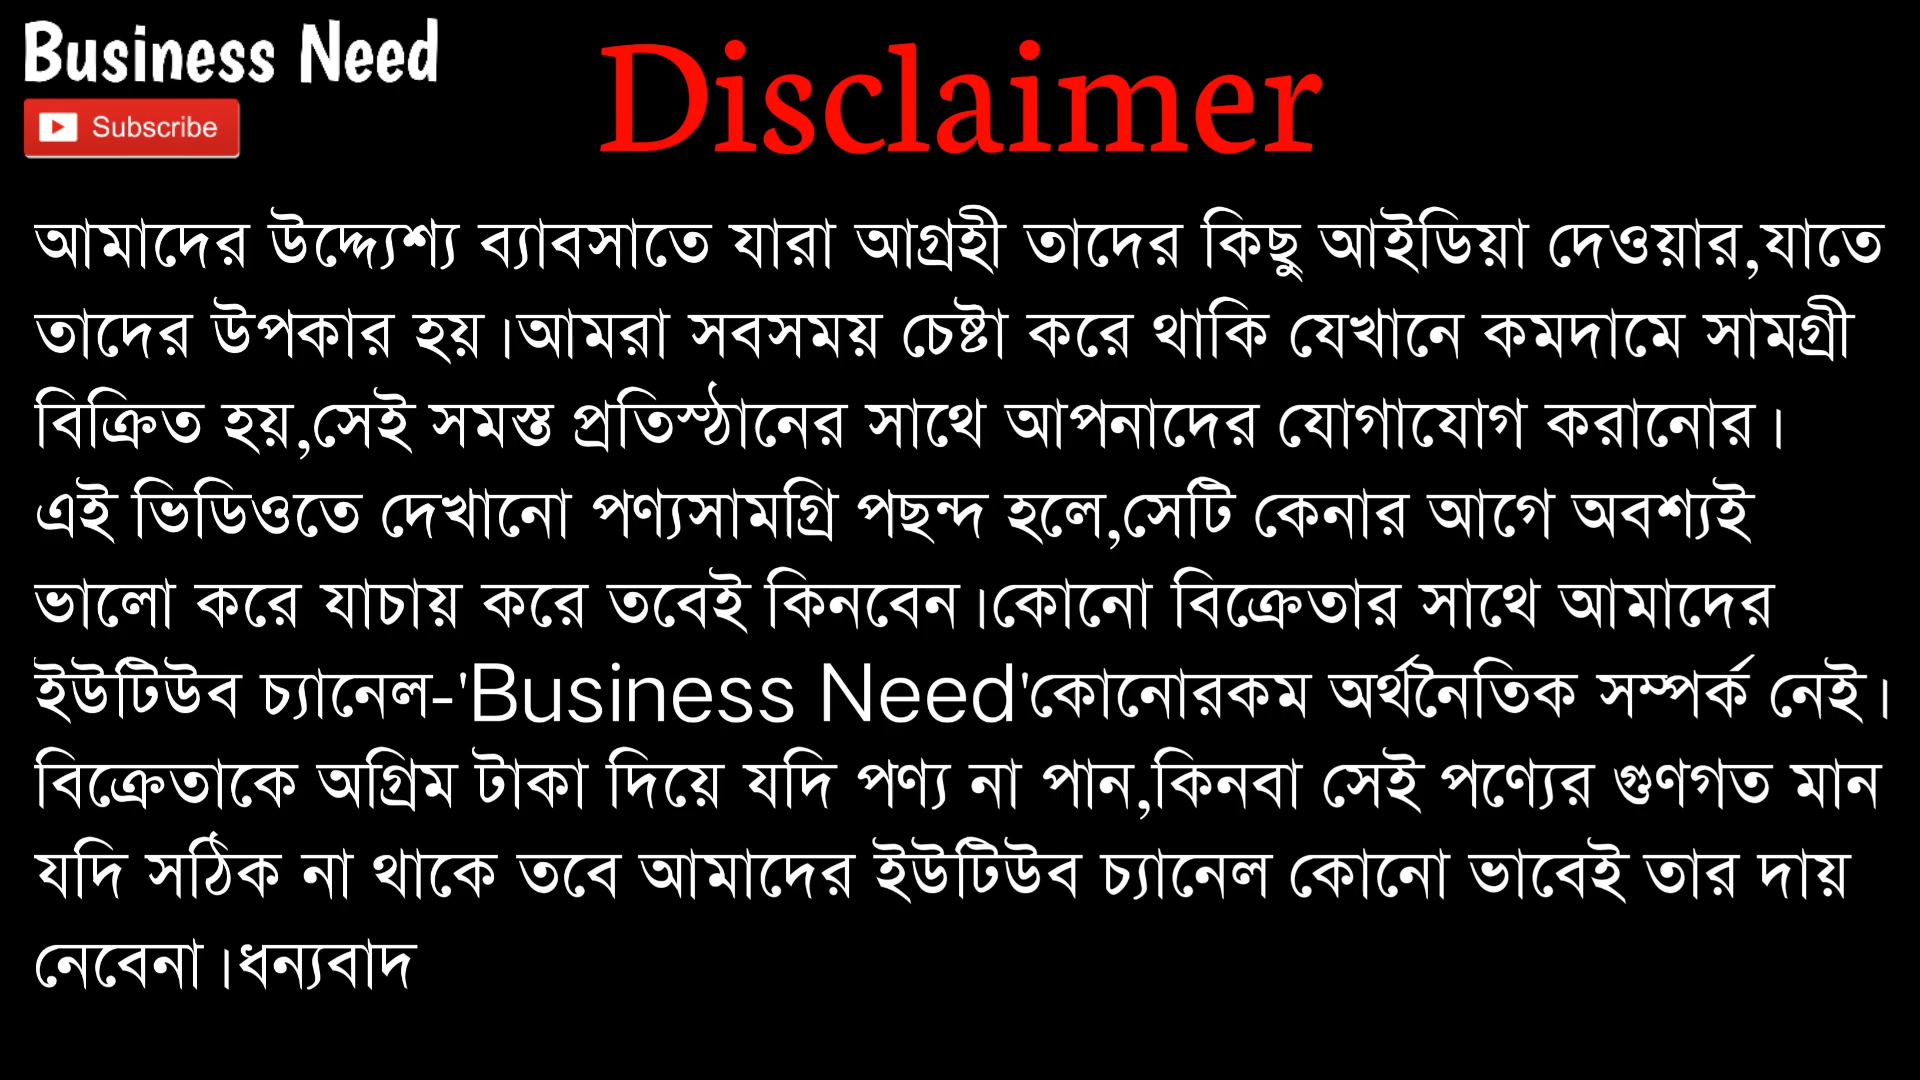 Business Need
Subscribe
Disclaimer
আমাদের উদ্দ্যেশ্য ব্যাবসাতে যারা আগ্রহী তাদের কিছু আইডিয়া দেওয়ার,যাতে
তাদের উপকার হয়।আমরা সবসময় চেষ্টা করে থাকি যেখানে কমদামে সামগ্রী
বিক্রিত হয়,সেই সমস্ত প্রতিস্ঠানের সাথে আপনাদের যোগাযোগ করানোর।
এই ভিডিওতে দেখানো পণ্যসামগ্রি পছন্দ হলে,সেটি কেনার আগে অবশ্যই
ভালো করে যাচায় করে তবেই কিনবেন।কোনো বিক্রেতার সাথে আমাদের
ইউটিউব চ্যানেল-'Business Need'কোনোরকম অর্থনৈতিক সম্পর্ক নেই।
বিক্রেতাকে অগ্রিম টাকা দিয়ে যদি পণ্য না পান,কিনবা সেই পণ্যের গুণগত মান
যদি সঠিক না থাকে তবে আমাদের ইউটিউব চ্যানেল কোনো ভাবেই তার দায়
নেবেনা।ধন্যবাদ